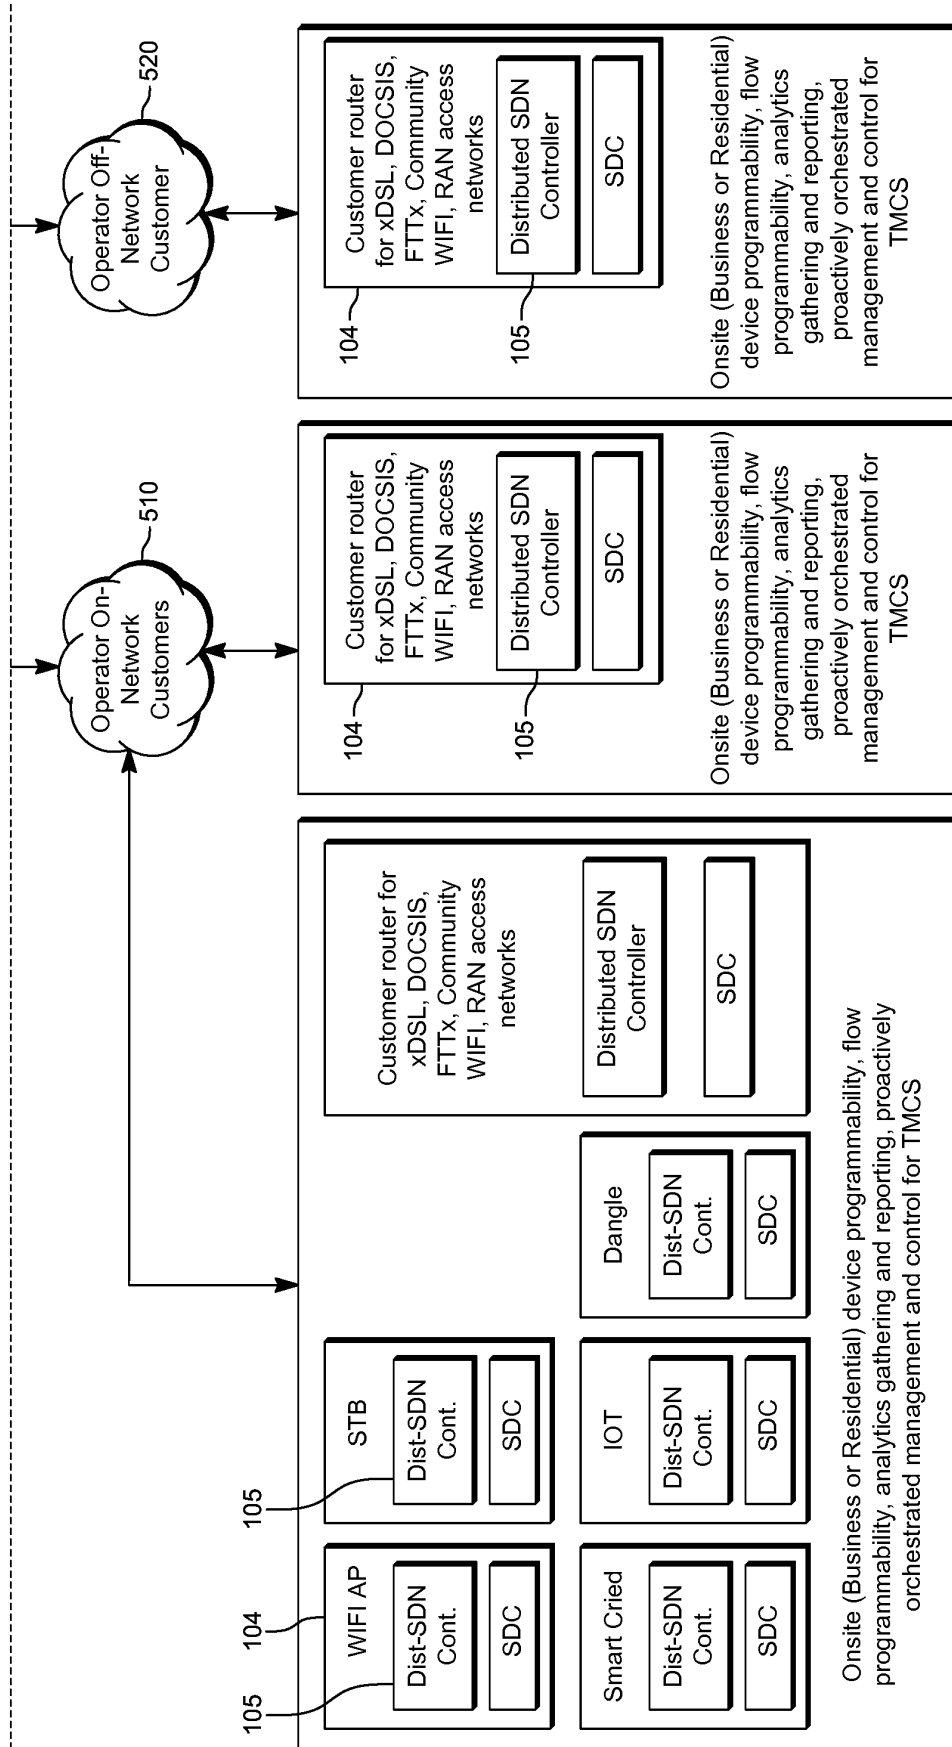 Operator On-
Network
Customers
510
Operator Off-
Network
Customer
520
104
WIFI AP
105
Dist-SDN
Cont.
SDC
STB
105
Dist-SDN
Cont.
SDC
Smart Cried
Dist-SDN
Cont.
SDC
IOT
Dist-SDN
Cont.
SDC
Dangle
Dist-SDN
Cont.
SDC
Customer router for
xDSL, DOCSIS,
FTTx, Community
WIFI, RAN access
networks
Distributed SDN
Controller
SDC
Onsite (Business or Residential) device programmability, flow
programmability, analytics gathering and reporting, proactively
orchestrated management and control for TMCS
104
Customer router
for xDSL, DOCSIS,
FTTx, Community
WIFI, RAN access
networks
105
Distributed SDN
Controller
SDC
Onsite (Business or Residential)
device programmability, flow
programmability, analytics
gathering and reporting,
proactively orchestrated
management and control for
TMCS
104
Customer router
for xDSL, DOCSIS,
FTTx, Community
WIFI, RAN access
networks
105
Distributed SDN
Controller
SDC
Onsite (Business or Residential)
device programmability, flow
programmability, analytics
gathering and reporting,
proactively orchestrated
management and control for
TMCS